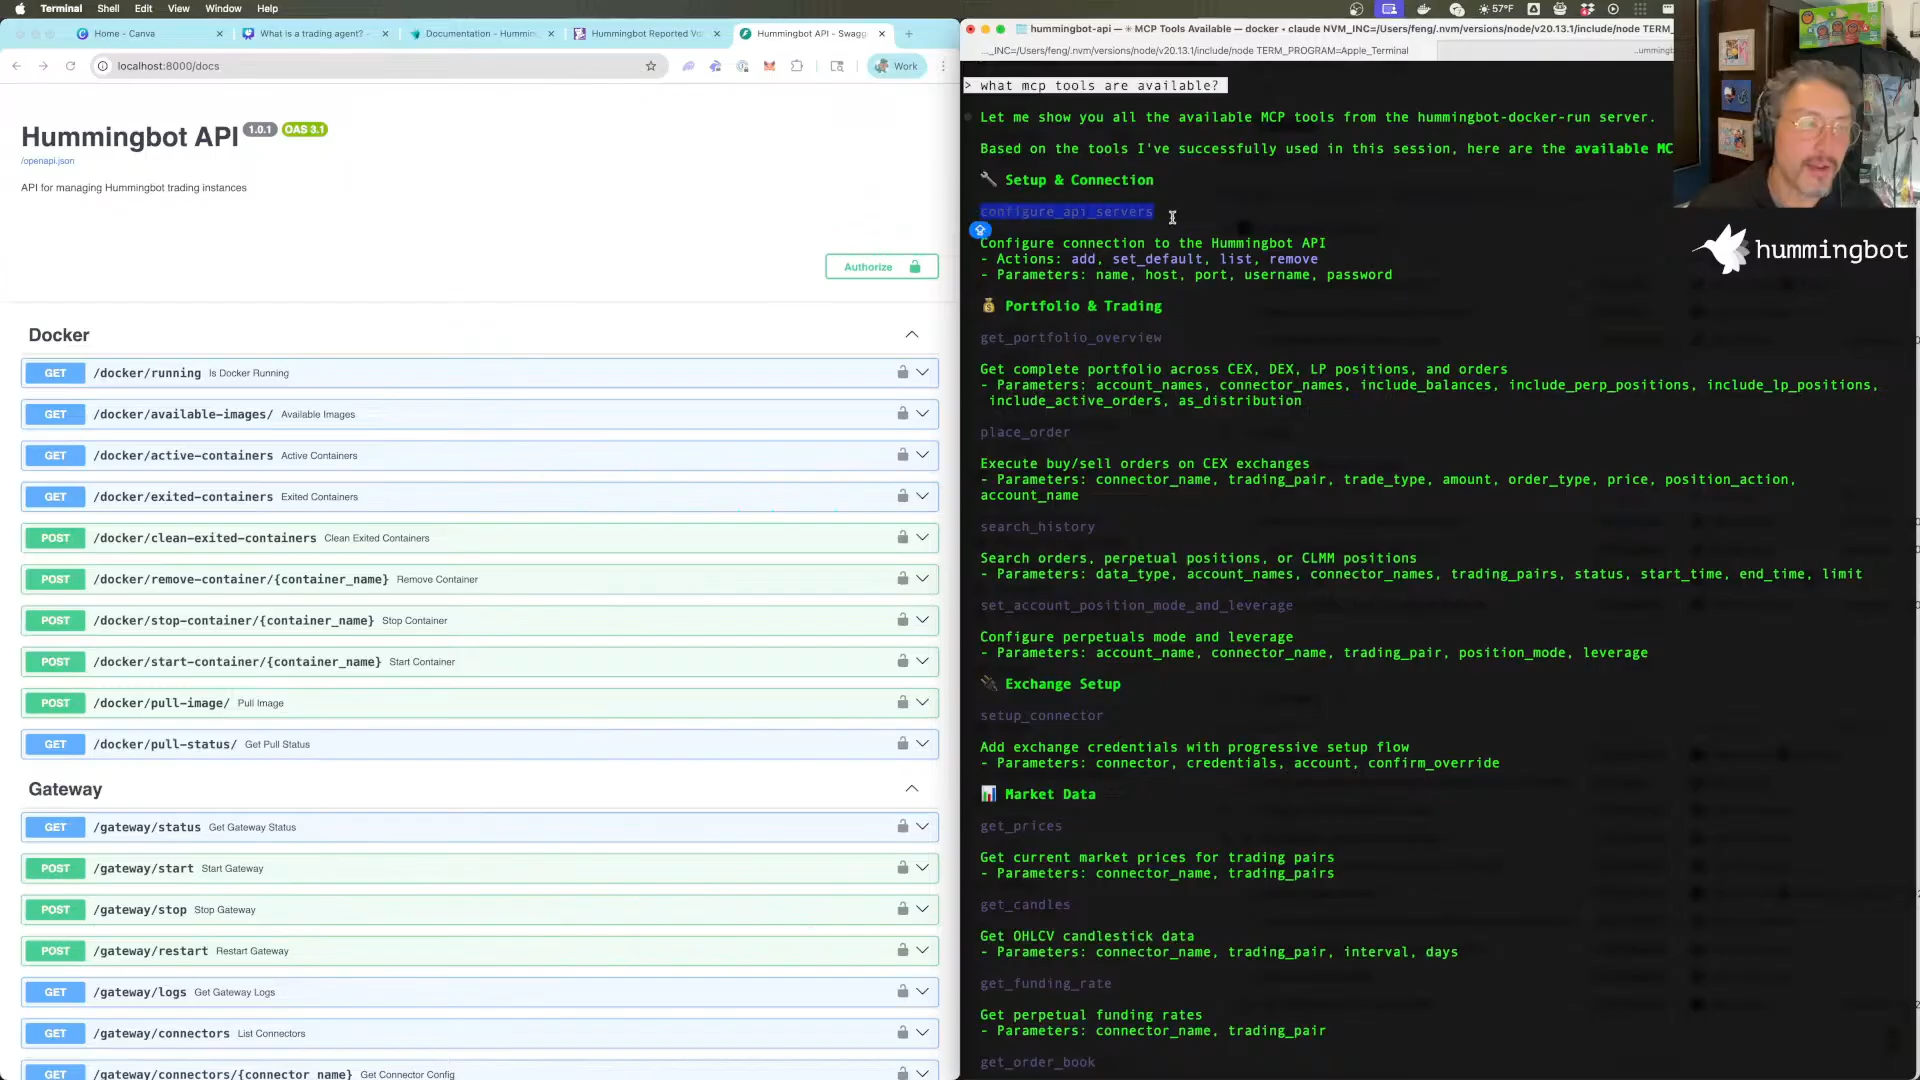 Terminal Shell Edit View Window Help
57°F
Home - Canva
What is a trading agent? -
Documentation - Hummin
Hummingbot Reported Vo
Hummingbot API - Swagg
localhost:8000/docs
Work
Hummingbot API 1.0.1 OAS 3.1
/openapi.json
API for managing Hummingbot trading instances
Authorize
Docker
GET /docker/running Is Docker Running
GET /docker/available-images/ Available Images
GET /docker/active-containers Active Containers
GET /docker/exited-containers Exited Containers
POST /docker/clean-exited-containers Clean Exited Containers
POST /docker/remove-container/{container_name} Remove Container
POST /docker/stop-container/{container_name} Stop Container
POST /docker/start-container/{container_name} Start Container
POST /docker/pull-image/ Pull Image
GET /docker/pull-status/ Get Pull Status
Gateway
GET /gateway/status Get Gateway Status
POST /gateway/start Start Gateway
POST /gateway/stop Stop Gateway
POST /gateway/restart Restart Gateway
GET /gateway/logs Get Gateway Logs
GET /gateway/connectors List Connectors
GET /gateway/connectors/{connector_name} Get Connector Config
hummingbot-api — ✳ MCP Tools Available — docker • claude NVM_INC=/Users/feng/.nvm/versions/node/v20.13.1/include/node TERM_
..._INC=/Users/feng/.nvm/versions/node/v20.13.1/include/node TERM_PROGRAM=Apple_Terminal
> what mcp tools are available?
Let me show you all the available MCP tools from the hummingbot-docker-run server.
Based on the tools I've successfully used in this session, here are the available MC
🔧 Setup & Connection
configure_api_servers
Configure connection to the Hummingbot API
- Actions: add, set_default, list, remove
- Parameters: name, host, port, username, password
💰 Portfolio & Trading
get_portfolio_overview
Get complete portfolio across CEX, DEX, LP positions, and orders
- Parameters: account_names, connector_names, include_balances, include_perp_positions, include_lp_positions,
include_active_orders, as_distribution
place_order
Execute buy/sell orders on CEX exchanges
- Parameters: connector_name, trading_pair, trade_type, amount, order_type, price, position_action,
account_name
search_history
Search orders, perpetual positions, or CLMM positions
- Parameters: data_type, account_names, connector_names, trading_pairs, status, start_time, end_time, limit
set_account_position_mode_and_leverage
Configure perpetuals mode and leverage
- Parameters: account_name, connector_name, trading_pair, position_mode, leverage
🔌 Exchange Setup
setup_connector
Add exchange credentials with progressive setup flow
- Parameters: connector, credentials, account, confirm_override
📊 Market Data
get_prices
Get current market prices for trading pairs
- Parameters: connector_name, trading_pairs
get_candles
Get OHLCV candlestick data
- Parameters: connector_name, trading_pair, interval, days
get_funding_rate
Get perpetual funding rates
- Parameters: connector_name, trading_pair
get_order_book
hummingbot